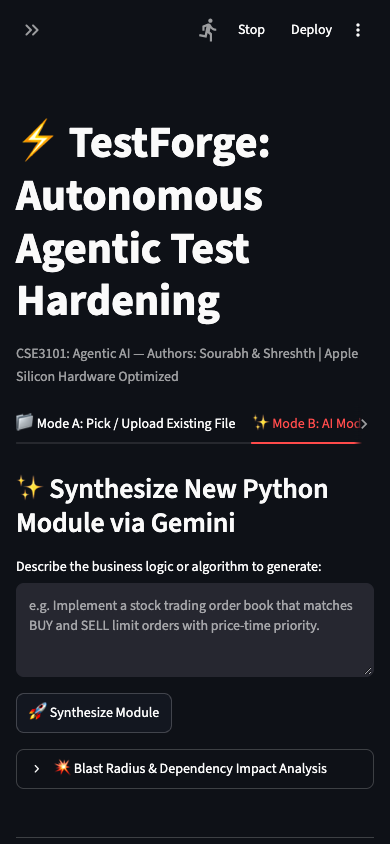 Stop Deploy
⚡ TestForge:
Autonomous
Agentic Test
Hardening
CSE3101: Agentic AI — Authors: Sourabh & Shreshth | Apple
Silicon Hardware Optimized
📁 Mode A: Pick / Upload Existing File ✨ Mode B: AI Mod
✨ Synthesize New Python
Module via Gemini
Describe the business logic or algorithm to generate:
e.g. Implement a stock trading order book that matches
BUY and SELL limit orders with price-time priority.
🚀 Synthesize Module
💥 Blast Radius & Dependency Impact Analysis